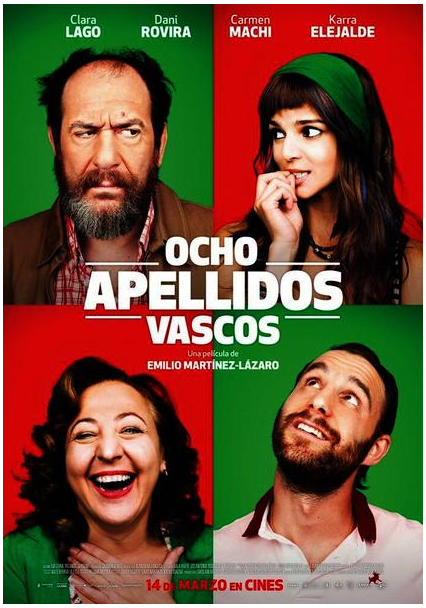 Clara
LAGO
Dani
ROVIRA
Carmen
MACHI
Karra
ELEJALDE
OCHO
APELLIDOS
VASCOS
Una película de
EMILIO MARTÍNEZ-LÁZARO
14 DE MARZO EN CINES